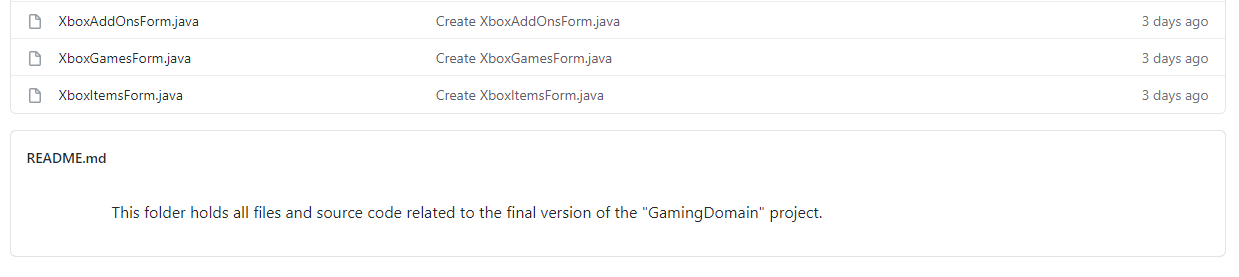 XboxAddOnsForm.java Create XboxAddOnsForm.java 3 days ago
XboxGamesForm.java Create XboxGamesForm.java 3 days ago
XboxItemsForm.java Create XboxItemsForm.java 3 days ago
README.md
This folder holds all files and source code related to the final version of the "GamingDomain" project.